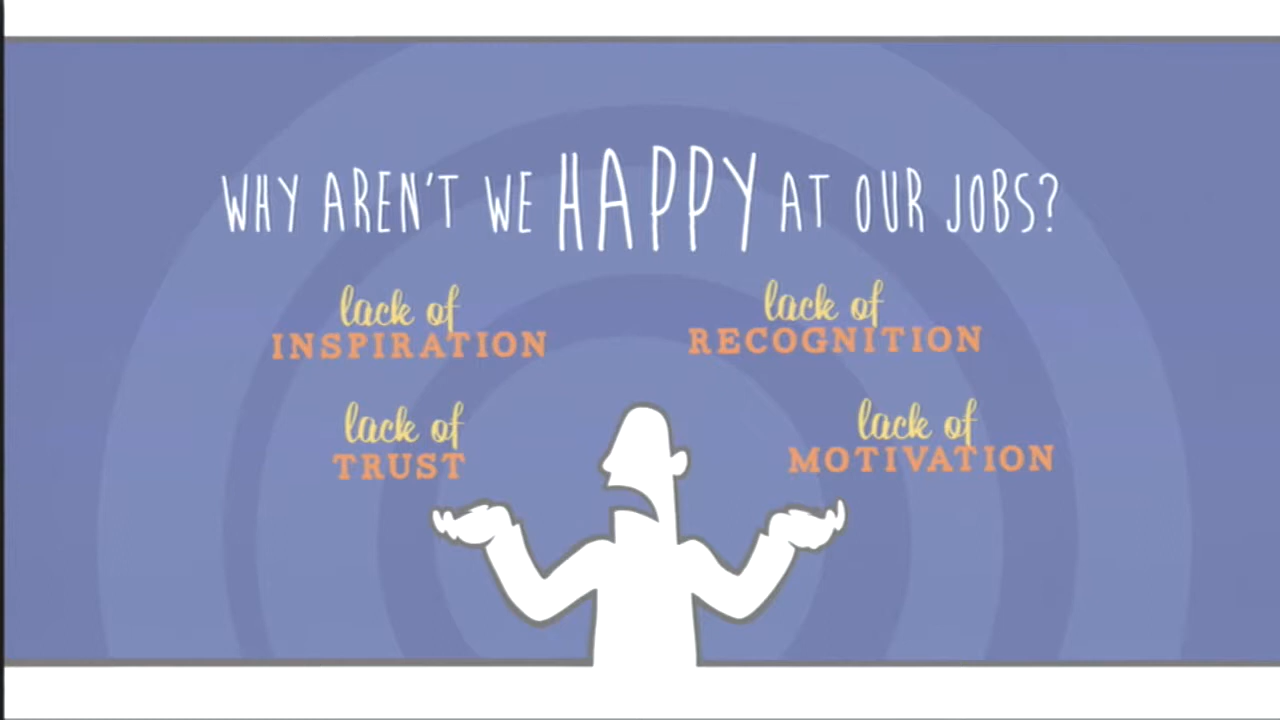 WHY AREN'T WE HAPPY AT OUR JOBS?
lack of
INSPIRATION
lack of
RECOGNITION
lack of
TRUST
lack of
MOTIVATION